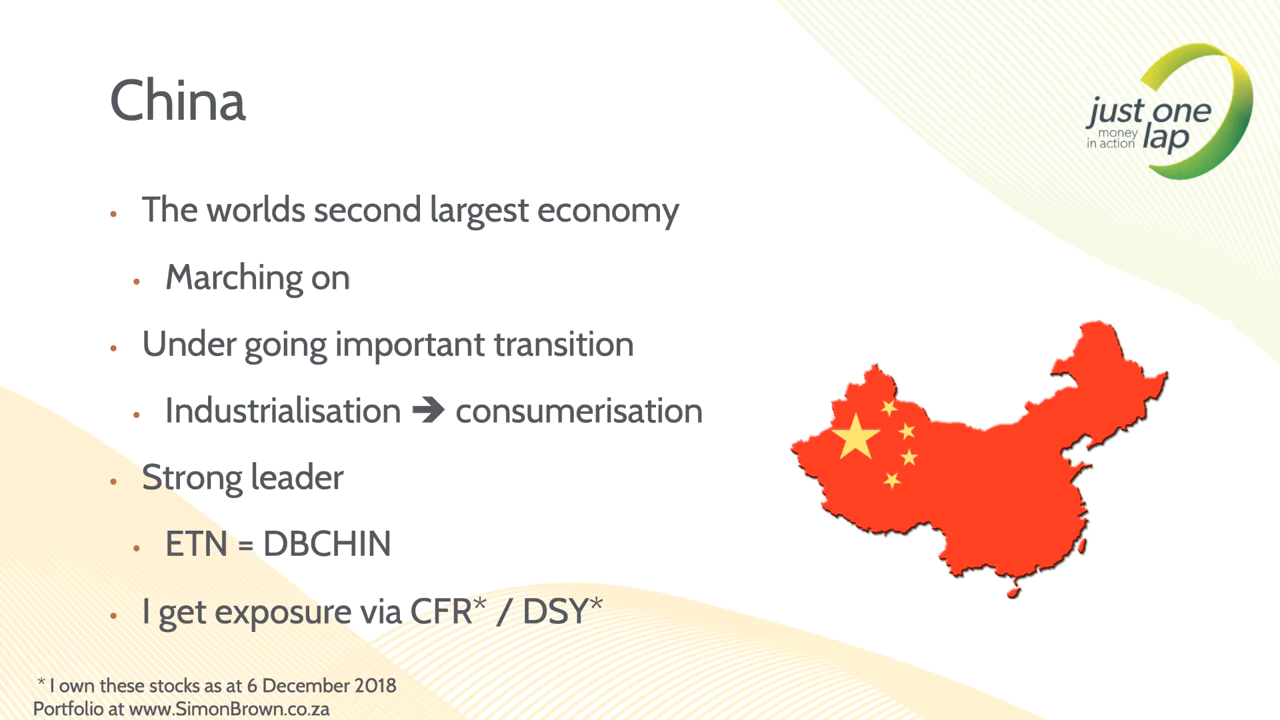 China
just one
money
in action lap
• The worlds second largest economy
• Marching on
• Under going important transition
• Industrialisation ➔ consumerisation
• Strong leader
• ETN = DBCHIN
• I get exposure via CFR* / DSY*
* I own these stocks as at 6 December 2018
Portfolio at www.SimonBrown.co.za